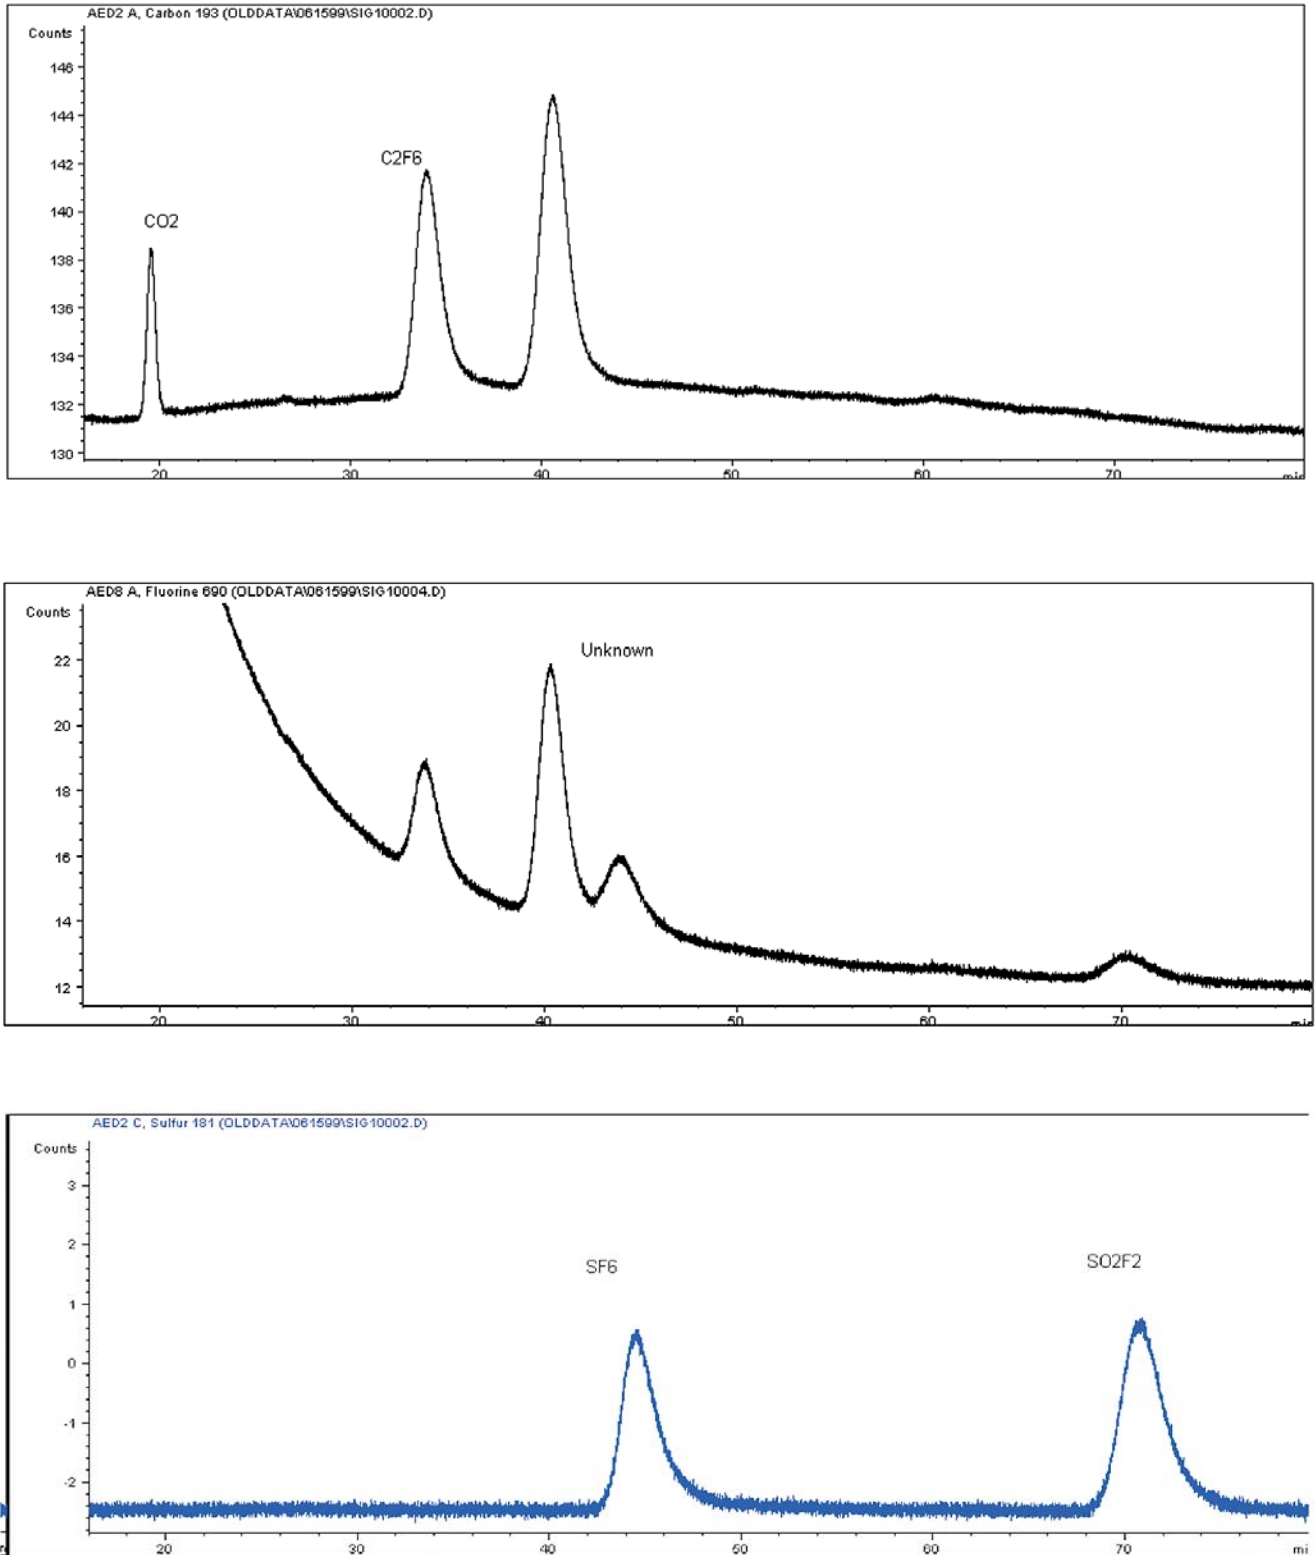 AED2 A, Carbon 193 (OLDDATA\061599\SIG10002.D)
Counts
146
144
C2F6
142
CO2
140
138
136
134
132
130
20 30 40 50 60 70
AED8 A, Fluorine 690 (OLDDATA\061599\SIG10004.D)
Counts
Unknown
22
20
18
16
14
12
20 30 40 50 60 70
AED2 C, Sulfur 181 (OLDDATA\061599\SIG10002.D)
Counts
3
2
SF6 SO2F2
1
0
-1
-2
20 30 40 50 60 70 mi